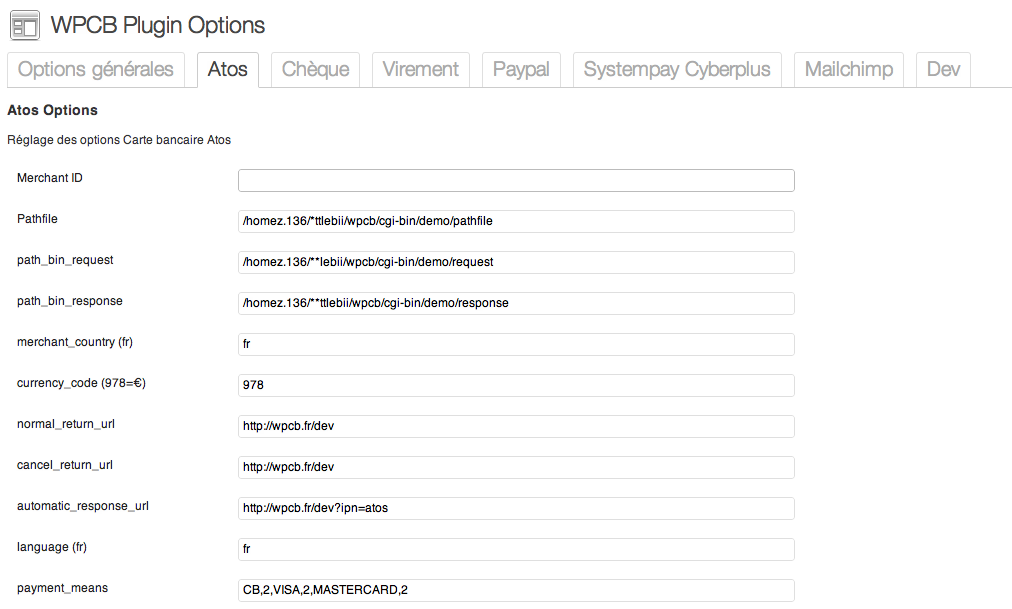 WPCB Plugin Options
Options générales Atos Chèque Virement Paypal Systempay Cyberplus Mailchimp Dev
Atos Options
Réglage des options Carte bancaire Atos
Merchant ID
Pathfile /homez.136/*ttlebii/wpcb/cgi-bin/demo/pathfile
path_bin_request /homez.136/**lebii/wpcb/cgi-bin/demo/request
path_bin_response /homez.136/**ttlebii/wpcb/cgi-bin/demo/response
merchant_country (fr) fr
currency_code (978=€) 978
normal_return_url http://wpcb.fr/dev
cancel_return_url http://wpcb.fr/dev
automatic_response_url http://wpcb.fr/dev?ipn=atos
language (fr) fr
payment_means CB,2,VISA,2,MASTERCARD,2